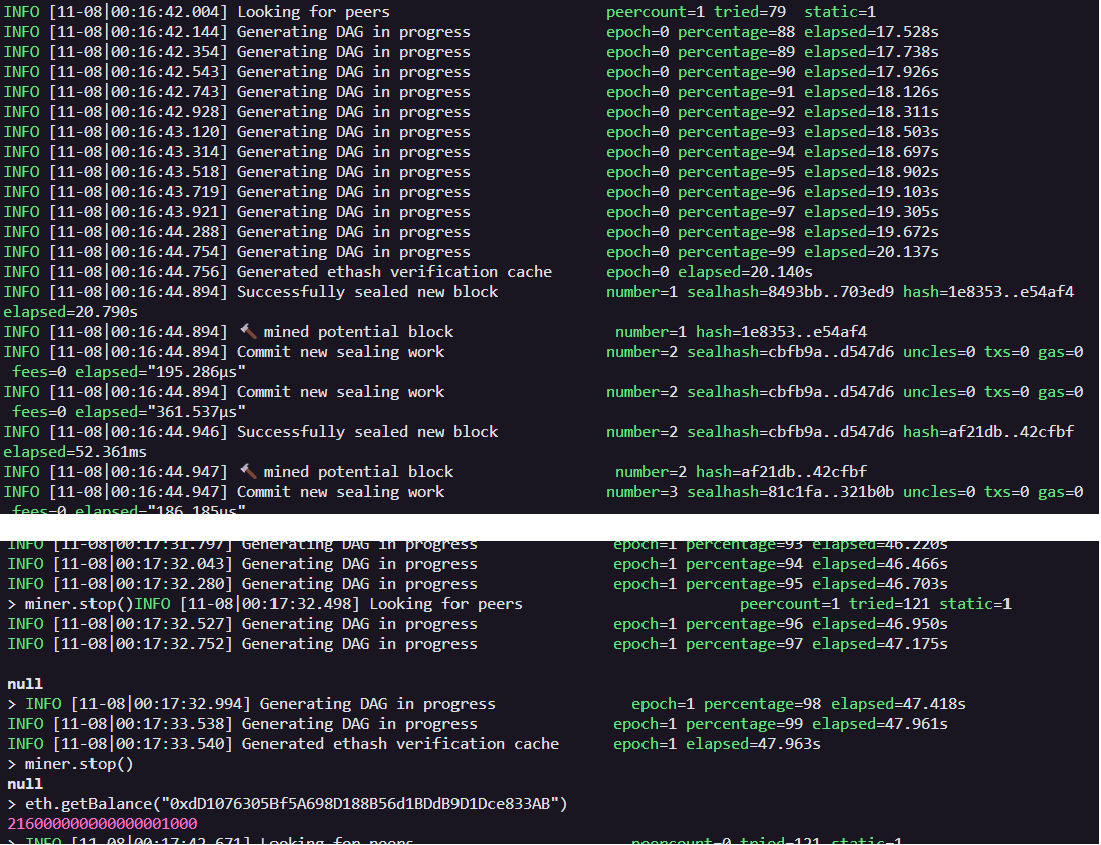 INFO [11-08|00:16:42.004] Looking for peers peercount=1 tried=79 static=1
INFO [11-08|00:16:42.144] Generating DAG in progress epoch=0 percentage=88 elapsed=17.528s
INFO [11-08|00:16:42.354] Generating DAG in progress epoch=0 percentage=89 elapsed=17.738s
INFO [11-08|00:16:42.543] Generating DAG in progress epoch=0 percentage=90 elapsed=17.926s
INFO [11-08|00:16:42.743] Generating DAG in progress epoch=0 percentage=91 elapsed=18.126s
INFO [11-08|00:16:42.928] Generating DAG in progress epoch=0 percentage=92 elapsed=18.311s
INFO [11-08|00:16:43.120] Generating DAG in progress epoch=0 percentage=93 elapsed=18.503s
INFO [11-08|00:16:43.314] Generating DAG in progress epoch=0 percentage=94 elapsed=18.697s
INFO [11-08|00:16:43.518] Generating DAG in progress epoch=0 percentage=95 elapsed=18.902s
INFO [11-08|00:16:43.719] Generating DAG in progress epoch=0 percentage=96 elapsed=19.103s
INFO [11-08|00:16:43.921] Generating DAG in progress epoch=0 percentage=97 elapsed=19.305s
INFO [11-08|00:16:44.288] Generating DAG in progress epoch=0 percentage=98 elapsed=19.672s
INFO [11-08|00:16:44.754] Generating DAG in progress epoch=0 percentage=99 elapsed=20.137s
INFO [11-08|00:16:44.756] Generated ethash verification cache epoch=0 elapsed=20.140s
INFO [11-08|00:16:44.894] Successfully sealed new block number=1 sealhash=8493bb..703ed9 hash=1e8353..e54af4
elapsed=20.790s
INFO [11-08|00:16:44.894] 🔨 mined potential block number=1 hash=1e8353..e54af4
INFO [11-08|00:16:44.894] Commit new sealing work number=2 sealhash=cbfb9a..d547d6 uncles=0 txs=0 gas=0
fees=0 elapsed="195.286µs"
INFO [11-08|00:16:44.894] Commit new sealing work number=2 sealhash=cbfb9a..d547d6 uncles=0 txs=0 gas=0
fees=0 elapsed="361.537µs"
INFO [11-08|00:16:44.946] Successfully sealed new block number=2 sealhash=cbfb9a..d547d6 hash=af21db..42cfbf
elapsed=52.361ms
INFO [11-08|00:16:44.947] 🔨 mined potential block number=2 hash=af21db..42cfbf
INFO [11-08|00:16:44.947] Commit new sealing work number=3 sealhash=81c1fa..321b0b uncles=0 txs=0 gas=0
fees=0 elapsed="186.185µs"
INFO [11-08|00:17:31.797] Generating DAG in progress epoch=1 percentage=93 elapsed=46.220s
INFO [11-08|00:17:32.043] Generating DAG in progress epoch=1 percentage=94 elapsed=46.466s
INFO [11-08|00:17:32.280] Generating DAG in progress epoch=1 percentage=95 elapsed=46.703s
> miner.stop()INFO [11-08|00:17:32.498] Looking for peers peercount=1 tried=121 static=1
INFO [11-08|00:17:32.527] Generating DAG in progress epoch=1 percentage=96 elapsed=46.950s
INFO [11-08|00:17:32.752] Generating DAG in progress epoch=1 percentage=97 elapsed=47.175s
null
> INFO [11-08|00:17:32.994] Generating DAG in progress epoch=1 percentage=98 elapsed=47.418s
INFO [11-08|00:17:33.538] Generating DAG in progress epoch=1 percentage=99 elapsed=47.961s
INFO [11-08|00:17:33.540] Generated ethash verification cache epoch=1 elapsed=47.963s
> miner.stop()
null
> eth.getBalance("0xdD1076305Bf5A698D188B56d1BDdB9D1Dce833AB")
216000000000000001000
> INFO [11-08|00:17:42.671] Looking for peers peercount=0 tried=121 static=1